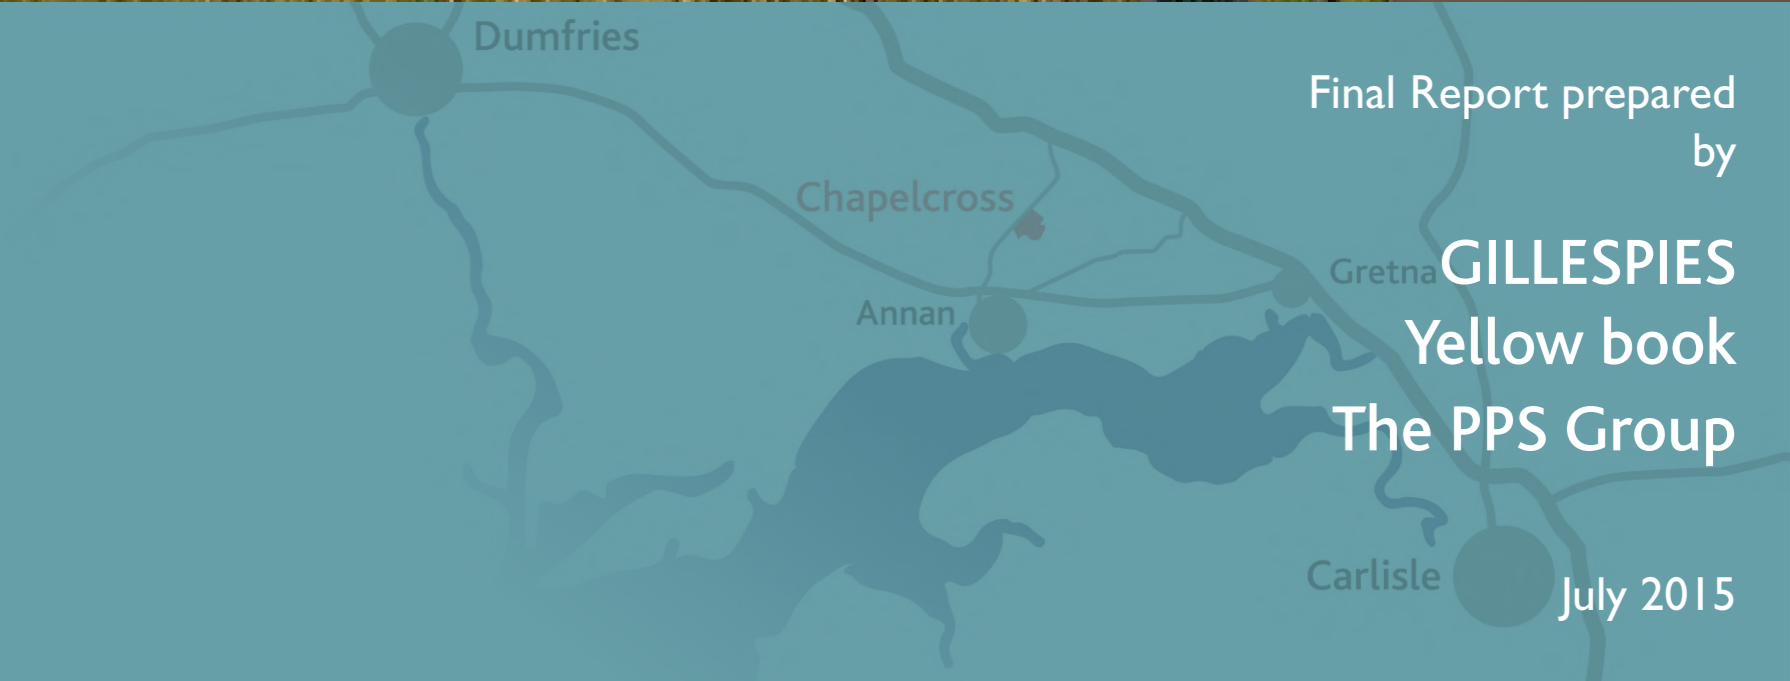 Dumfries
Final Report prepared
by
Chapelcross
GILLESPIES
Gretna
Annan
Yellow book
The PPS Group
Carlisle
July 2015